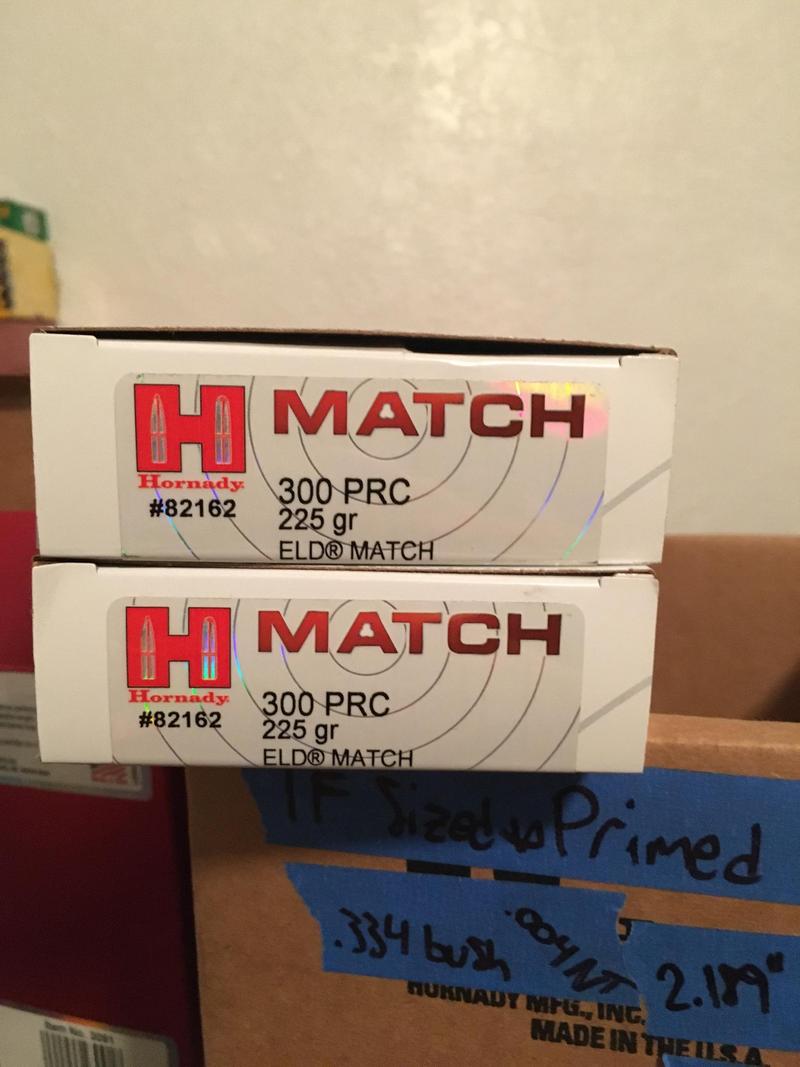 MATCH
Hornady
#82162
300 PRC
225 gr
ELD® MATCH
MATCH
Hornady
#82162
300 PRC
225 gr
ELD® MATCH
1F Sized Primed
.334 bush .004 NT 2.189"
HORNADY MFG., INC.
MADE IN THE U.S.A.